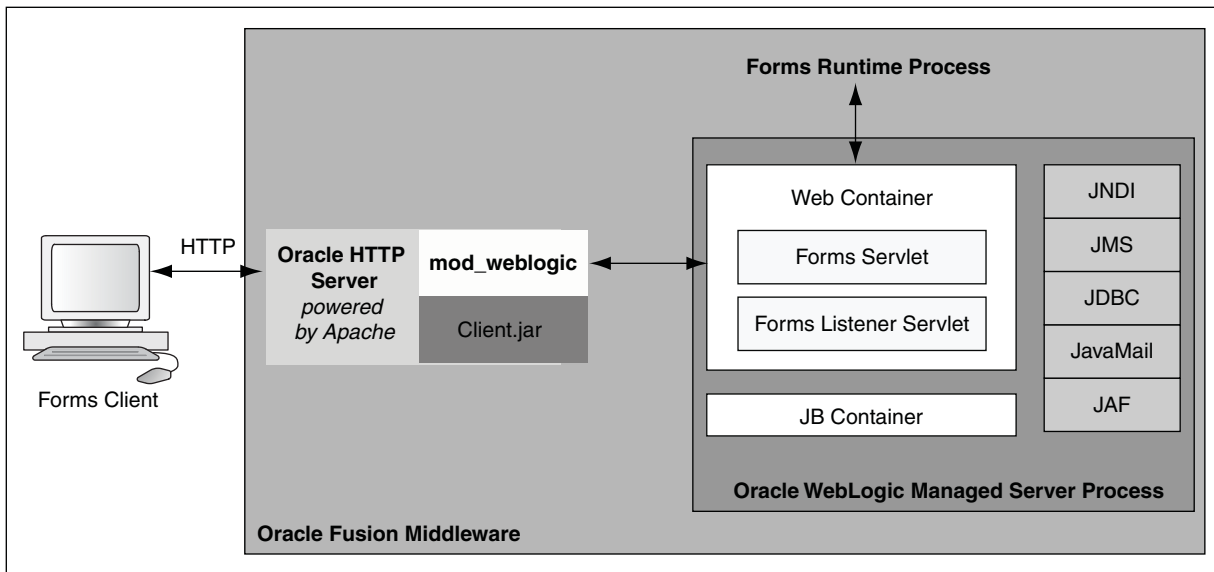 Forms Runtime Process
Web Container
Forms Servlet
Forms Listener Servlet
JB Container
JNDI
JMS
JDBC
JavaMail
JAF
Oracle WebLogic Managed Server Process
HTTP
Oracle HTTP
Server
powered
by Apache
mod_weblogic
Client.jar
Forms Client
Oracle Fusion Middleware